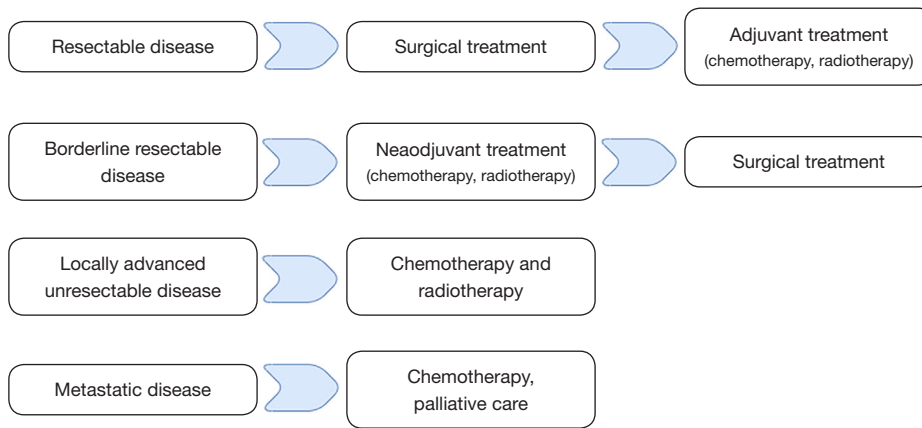 Resectable disease
Surgical treatment
Adjuvant treatment
(chemotherapy, radiotherapy)
Borderline resectable
disease
Neaodjuvant treatment
(chemotherapy, radiotherapy)
Surgical treatment
Locally advanced
unresectable disease
Chemotherapy and
radiotherapy
Metastatic disease
Chemotherapy,
palliative care